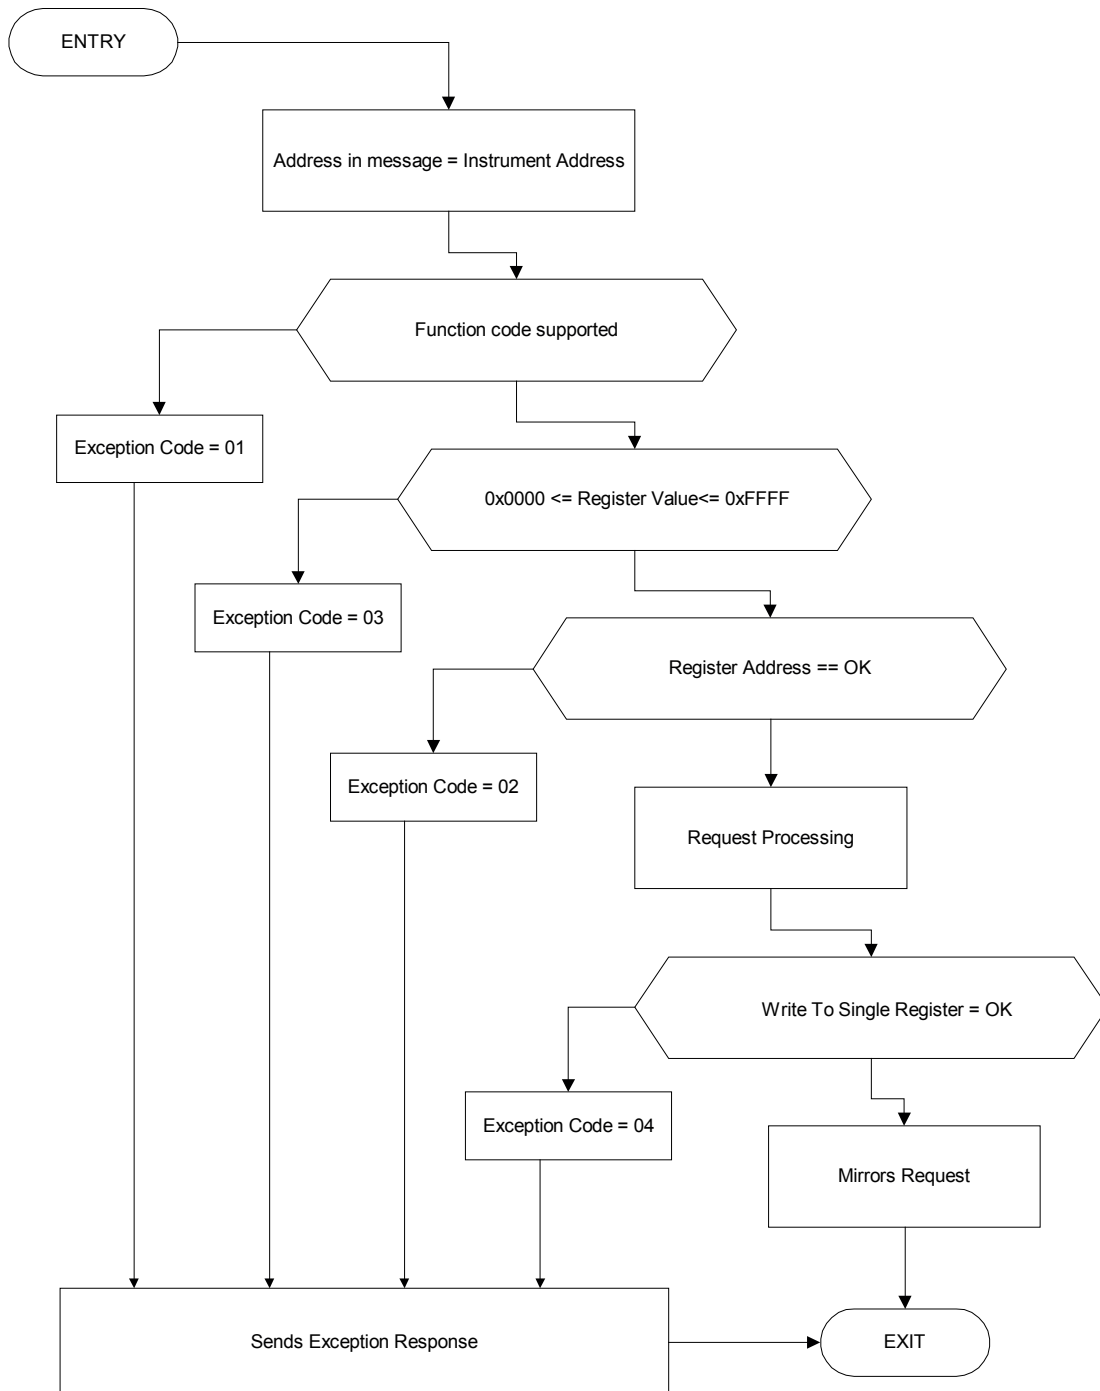 ENTRY
Address in message = Instrument Address
Function code supported
Exception Code = 01
0x0000 <= Register Value<= 0xFFFF
Exception Code = 03
Register Address == OK
Exception Code = 02
Request Processing
Write To Single Register = OK
Exception Code = 04
Mirrors Request
Sends Exception Response
EXIT